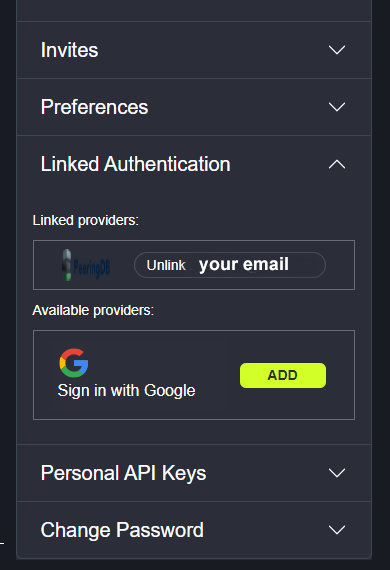 Invites
Preferences
Linked Authentication
Linked providers:
PeeringDB
Unlink your email
Available providers:
Sign in with Google
ADD
Personal API Keys
Change Password